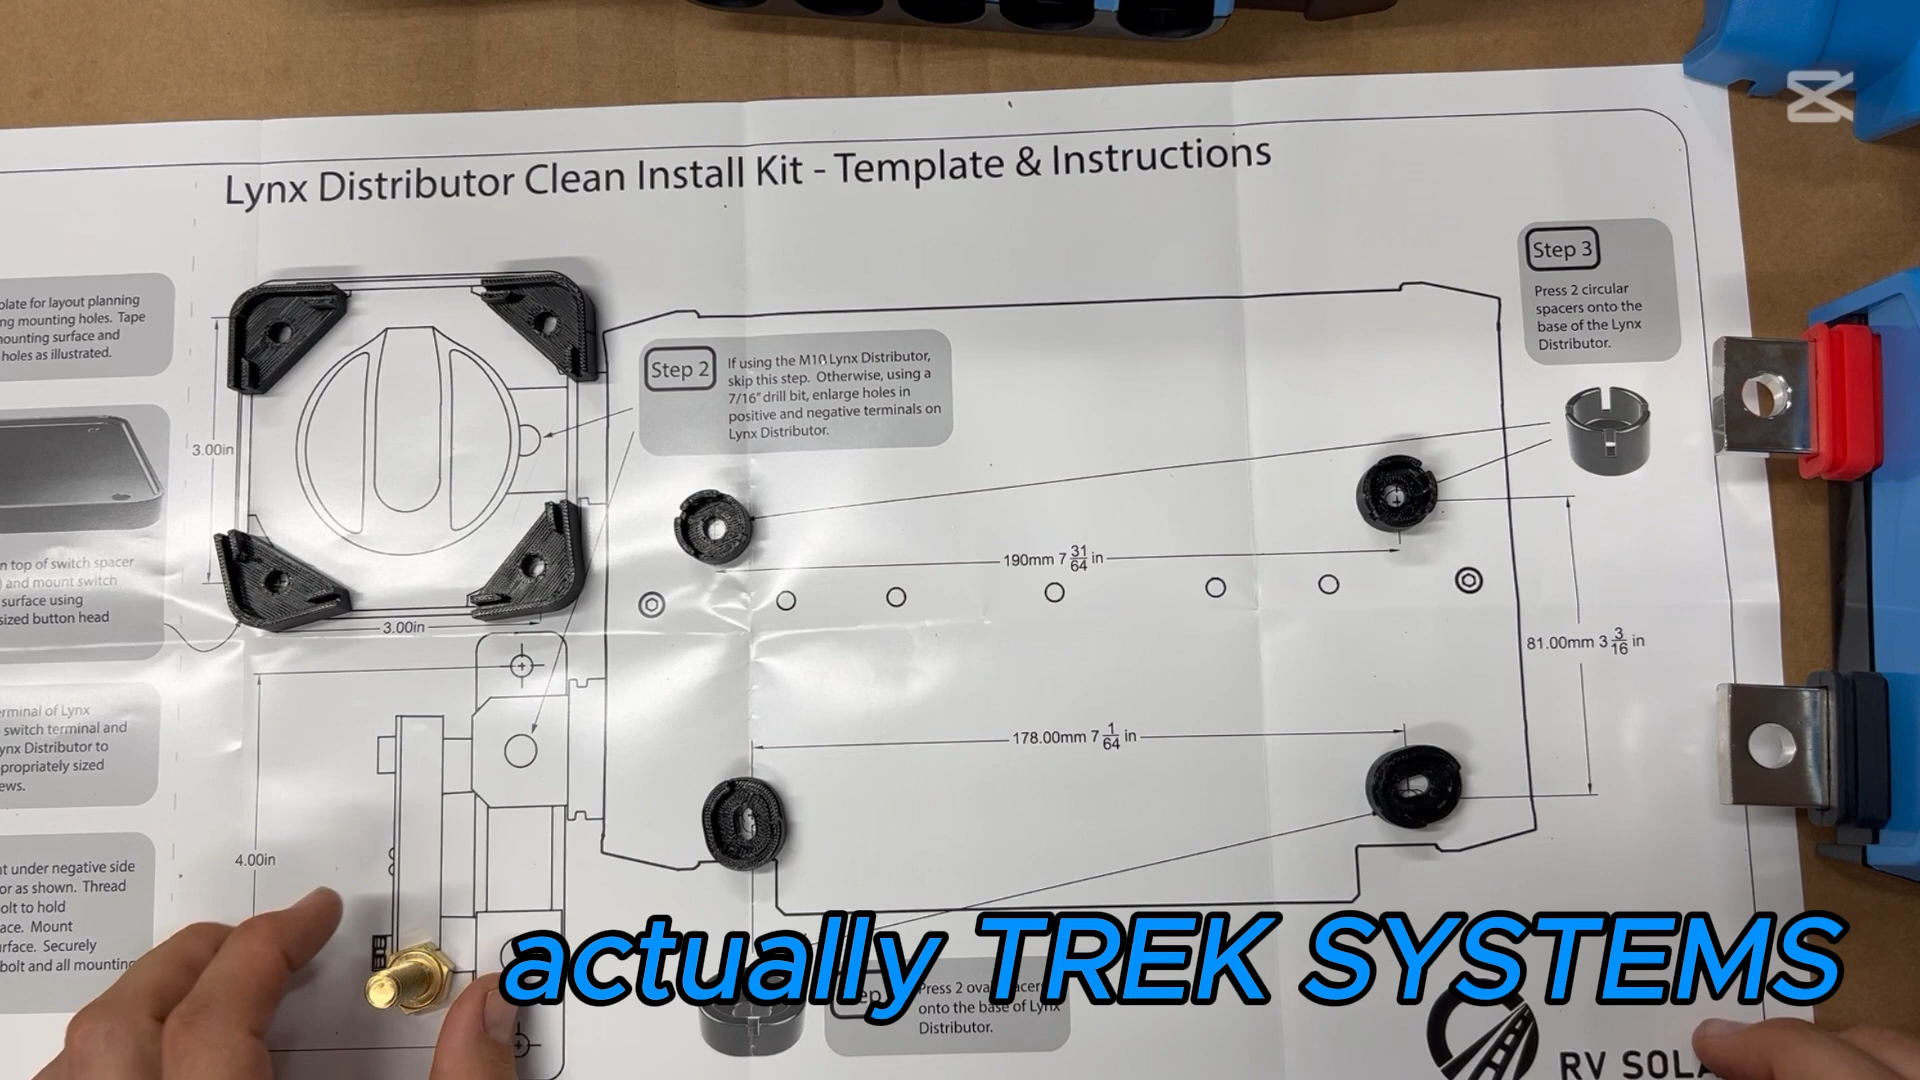 Lynx Distributor Clean Install Kit - Template & Instructions
plate for layout planning
ng mounting holes. Tape
mounting surface and
holes as illustrated.
n top of switch spacer
) and mount switch
surface using
sized button head
erminal of Lynx
switch terminal and
ynx Distributor to
propriately sized
ews.
nt under negative side
or as shown. Thread
olt to hold
ace. Mount
rface. Securely
bolt and all mounting
3.00in
3.00in
4.00in
Step 2
If using the M10 Lynx Distributor,
skip this step. Otherwise, using a
7/16" drill bit, enlarge holes in
positive and negative terminals on
Lynx Distributor.
Step 3
Press 2 circular
spacers onto the
base of the Lynx
Distributor.
190mm 7 31/64 in
81.00mm 3 3/16 in
178.00mm 7 1/64 in
actually TREK SYSTEMS
ep
Press 2 oval
onto the base of Lynx
Distributor.
RV SOLA